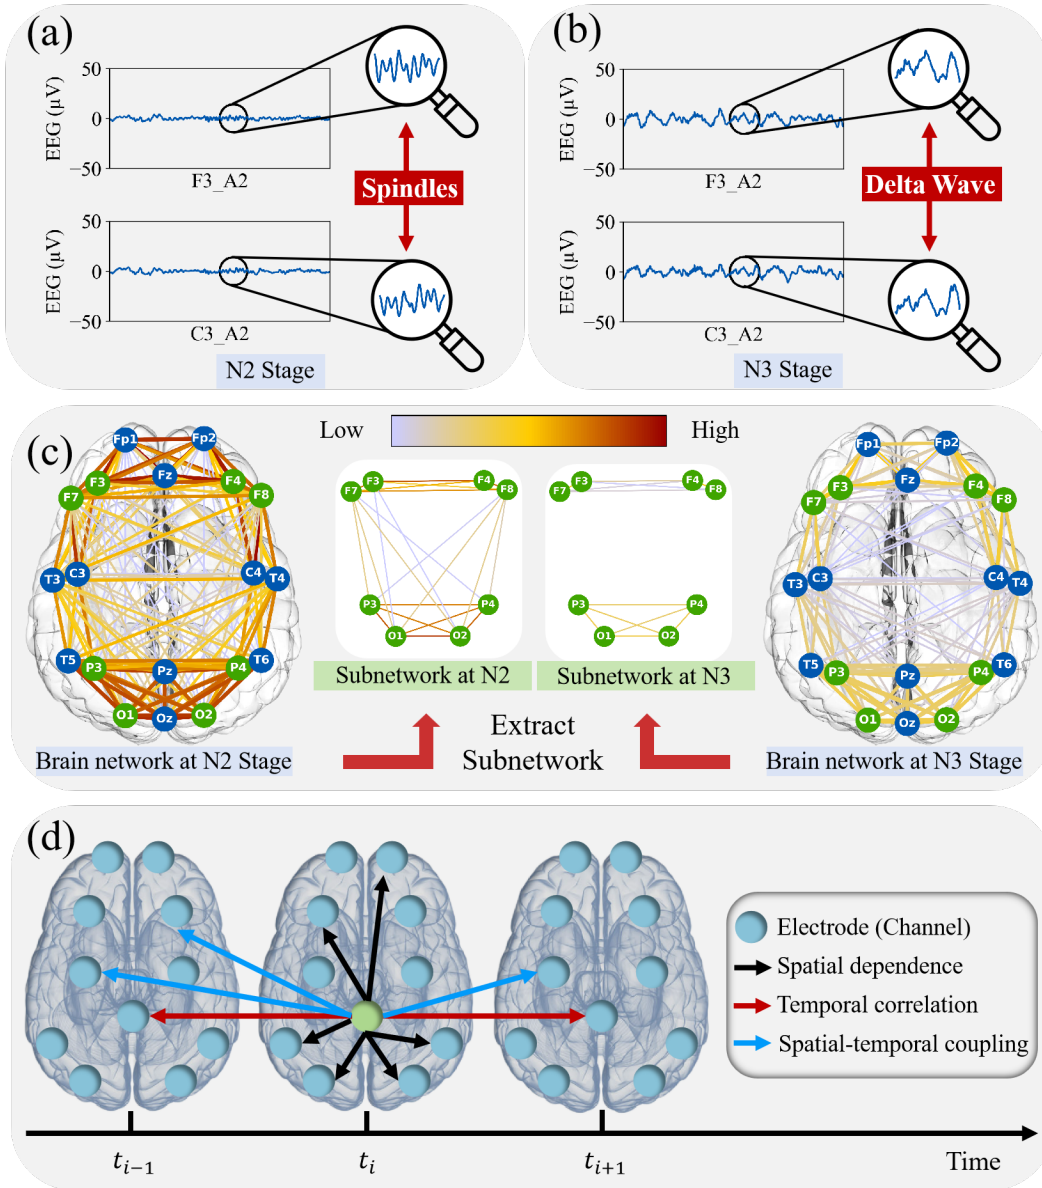 (a)
50
0
−50
EEG (µV)
F3_A2
50
0
−50
EEG (µV)
C3_A2
Spindles
N2 Stage
(b)
50
0
−50
EEG (µV)
F3_A2
50
0
−50
EEG (µV)
C3_A2
Delta Wave
N3 Stage
(c)
Low
High
Fp1
Fp2
Fz
F3
F4
F7
F8
T3
C3
C4
T4
T5
P3
Pz
P4
T6
O1
Oz
O2
Brain network at N2 Stage
F3
F4
F7
F8
P3
P4
O1
O2
Subnetwork at N2
F3
F4
F7
F8
P3
P4
O1
O2
Subnetwork at N3
Extract
Subnetwork
Fp1
Fp2
Fz
F3
F4
F7
F8
T3
C3
C4
T4
T5
P3
Pz
P4
T6
O1
Oz
O2
Brain network at N3 Stage
(d)
Electrode (Channel)
Spatial dependence
Temporal correlation
Spatial-temporal coupling
t_{i−1}
t_i
t_{i+1}
Time